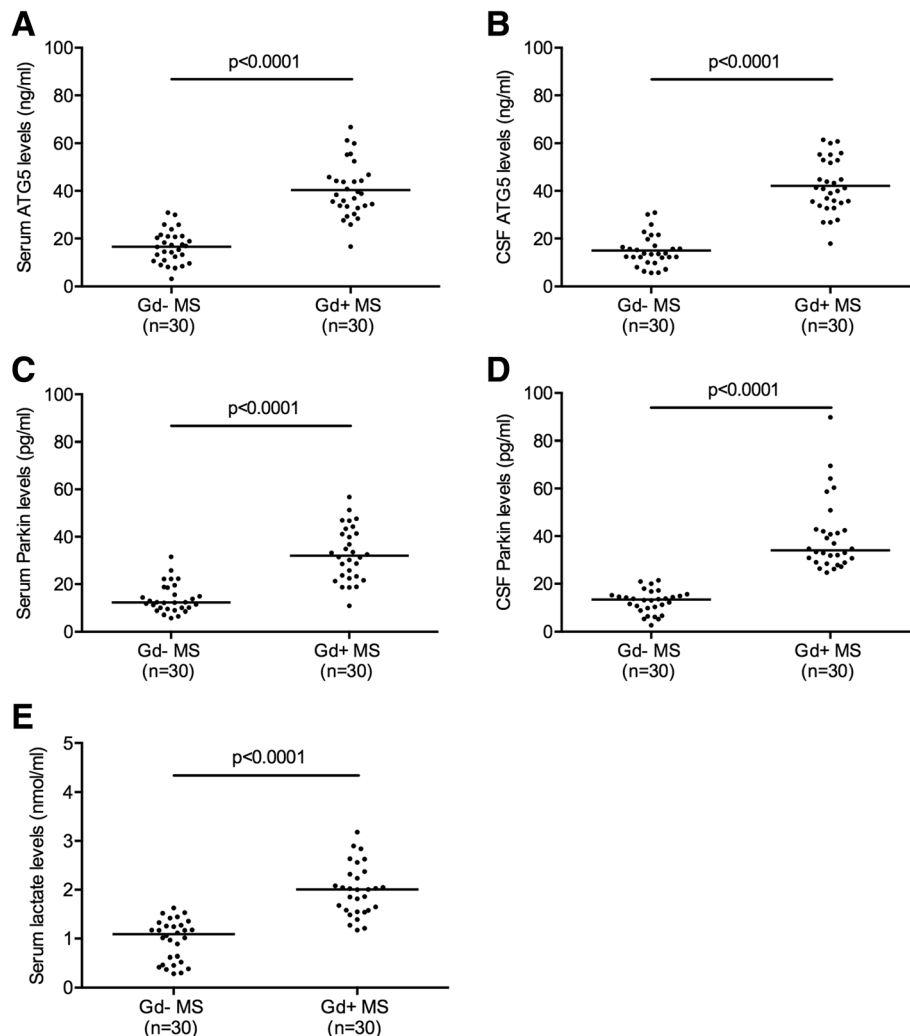 A
Serum ATG5 levels (ng/ml)
100
80
60
40
20
0
p<0.0001
Gd- MS
(n=30)
Gd+ MS
(n=30)
B
CSF ATG5 levels (ng/ml)
100
80
60
40
20
0
p<0.0001
Gd- MS
(n=30)
Gd+ MS
(n=30)
C
Serum Parkin levels (pg/ml)
100
80
60
40
20
0
p<0.0001
Gd- MS
(n=30)
Gd+ MS
(n=30)
D
CSF Parkin levels (pg/ml)
100
80
60
40
20
0
p<0.0001
Gd- MS
(n=30)
Gd+ MS
(n=30)
E
Serum lactate levels (nmol/ml)
5
4
3
2
1
0
p<0.0001
Gd- MS
(n=30)
Gd+ MS
(n=30)